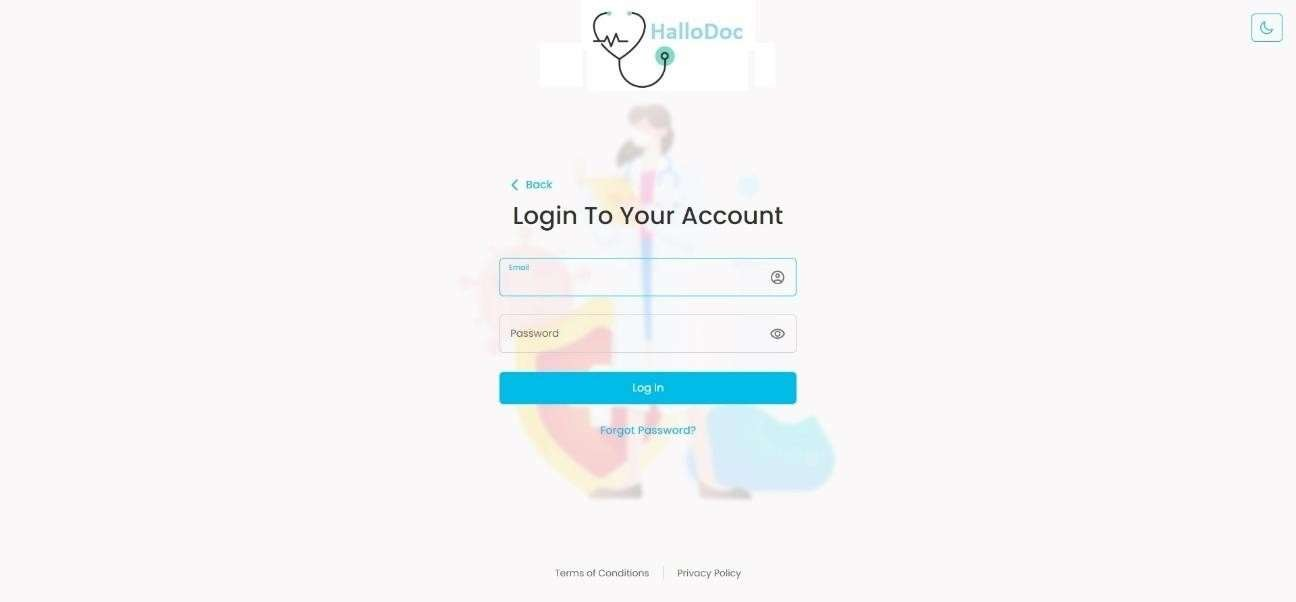 HalloDoc
Back
Login To Your Account
Email
Password
Log In
Forgot Password?
Terms of Conditions
Privacy Policy